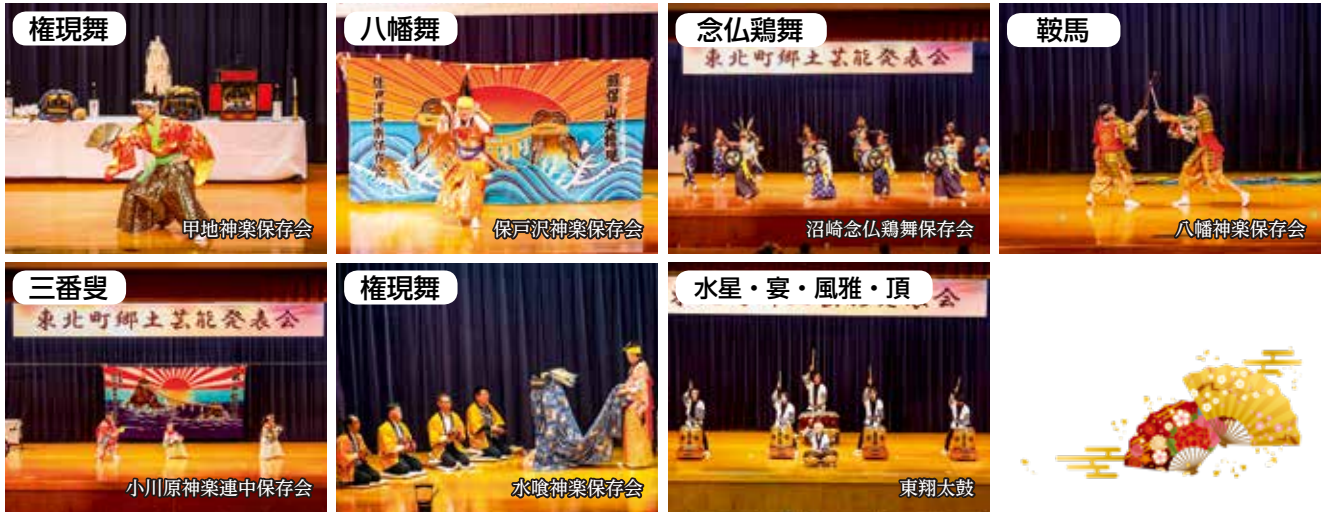 権現舞
甲地神楽保存会
八幡舞
保戸沢神楽保存会
念仏鶏舞
東北町郷土芸能発表会
沼崎念仏鶏舞保存会
鞍馬
八幡神楽保存会
三番叟
東北町郷土芸能発表会
小川原神楽連中保存会
権現舞
水喰神楽保存会
水星・宴・風雅・頂
東翔太鼓